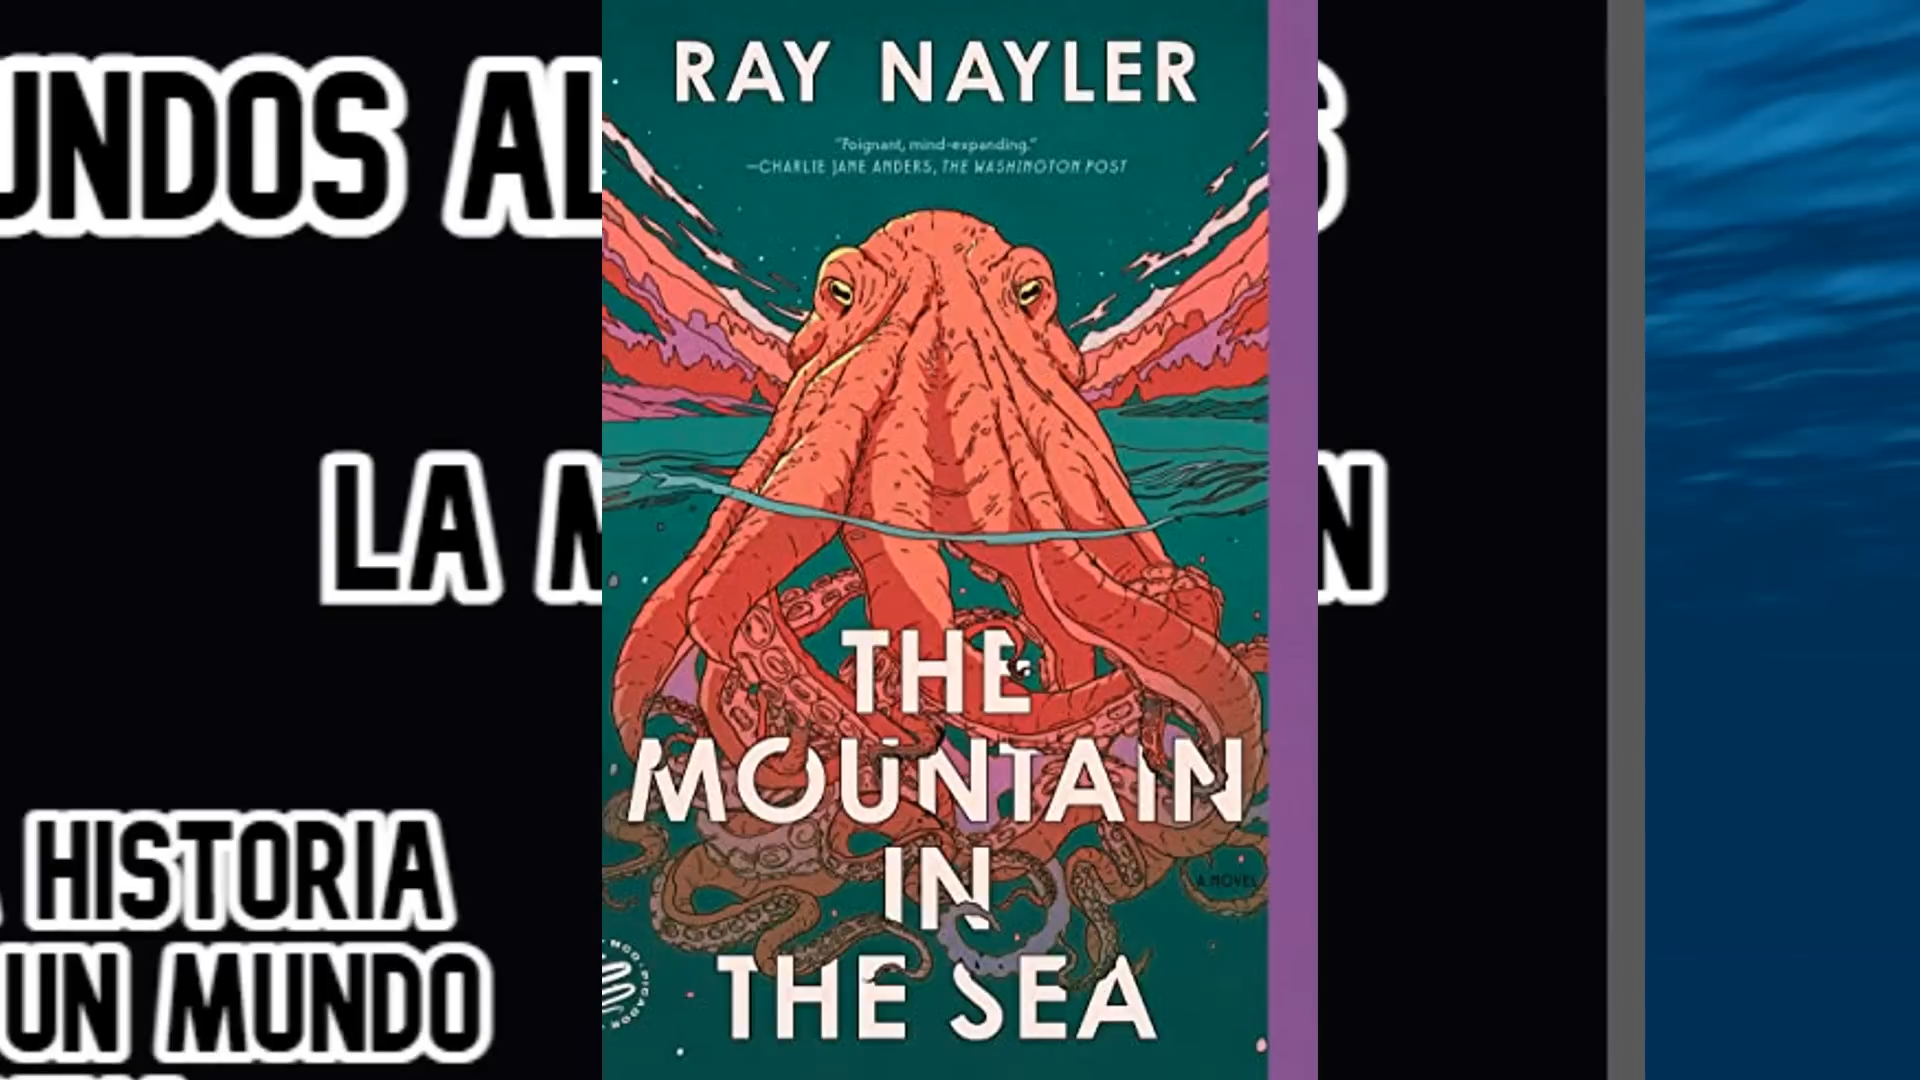 UNDOS AL
LA M
HISTORIA
UN MUNDO
RAY NAYLER
"Poignant, mind-expanding."
—CHARLIE JANE ANDERS, THE WASHINGTON POST
THE
MOUNTAIN
IN
A NOVEL
THE SEA
S
N